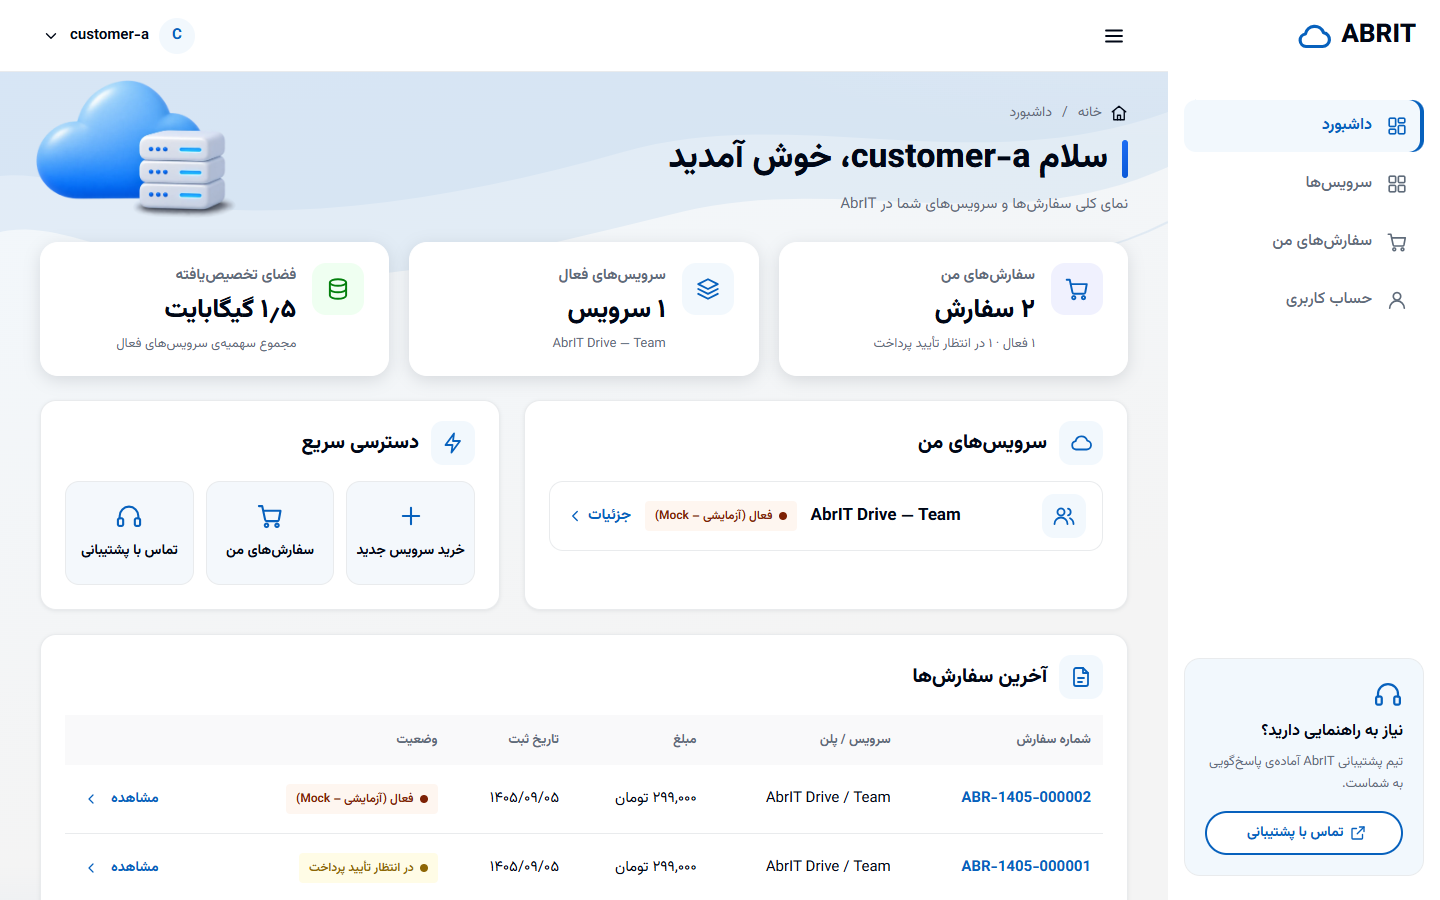 ABRIT
داشبورد
سرویس‌ها
سفارش‌های من
حساب کاربری
نیاز به راهنمایی دارید؟
تیم پشتیبانی AbrIT آماده‌ی پاسخ‌گویی
به شماست.
تماس با پشتیبانی
C customer-a
خانه / داشبورد
سلام customer-a، خوش آمدید
نمای کلی سفارش‌ها و سرویس‌های شما در AbrIT
سفارش‌های من
۲ سفارش
۱ فعال · ۱ در انتظار تأیید پرداخت
سرویس‌های فعال
۱ سرویس
AbrIT Drive — Team
فضای تخصیص‌یافته
۱٫۵ گیگابایت
مجموع سهمیه‌ی سرویس‌های فعال
سرویس‌های من
AbrIT Drive — Team فعال (آزمایشی – Mock) جزئیات
دسترسی سریع
خرید سرویس جدید
سفارش‌های من
تماس با پشتیبانی
آخرین سفارش‌ها
شماره سفارش سرویس / پلن مبلغ تاریخ ثبت وضعیت
ABR-1405-000002 AbrIT Drive / Team ۲۹۹,۰۰۰ تومان ۱۴۰۵/۰۹/۰۵ فعال (آزمایشی – Mock) مشاهده
ABR-1405-000001 AbrIT Drive / Team ۲۹۹,۰۰۰ تومان ۱۴۰۵/۰۹/۰۵ در انتظار تأیید پرداخت مشاهده